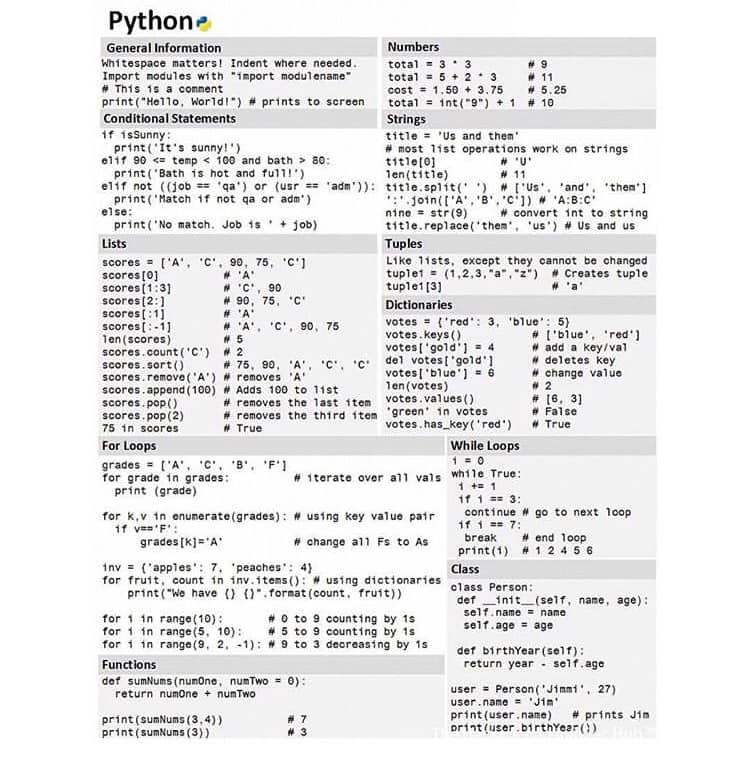 Python
General Information
Whitespace matters! Indent where needed.
Import modules with "import modulename"
# This is a comment
print("Hello, World!") # prints to screen
Conditional Statements
if isSunny:
print('It's sunny!')
elif 90 <= temp < 100 and bath > 80:
print('Bath is hot and full!')
elif not ((job == 'qa') or (usr == 'adm')):
print('Match if not qa or adm')
else:
print('No match. Job is ' + job)
Lists
scores = ['A', 'C', 90, 75, 'C']
scores[0] # 'A'
scores[1:3] # 'C', 90
scores[2:] # 90, 75, 'C'
scores[:1] # 'A'
scores[:-1] # 'A', 'C', 90, 75
len(scores) # 5
scores.count('C') # 2
scores.sort() # 75, 90, 'A', 'C', 'C'
scores.remove('A') # removes 'A'
scores.append(100) # Adds 100 to list
scores.pop() # removes the last item
scores.pop(2) # removes the third item
75 in scores # True
Numbers
total = 3 * 3 # 9
total = 5 + 2 * 3 # 11
cost = 1.50 + 3.75 # 5.25
total = int("9") + 1 # 10
Strings
title = 'Us and them'
# most list operations work on strings
title[0] # 'U'
len(title) # 11
title.split(' ') # ['Us', 'and', 'them']
':'.join(['A','B','C']) # 'A:B:C'
nine = str(9) # convert int to string
title.replace('them', 'us') # Us and us
Tuples
Like lists, except they cannot be changed
tuple1 = (1,2,3,"a","z") # Creates tuple
tuple1[3] # 'a'
Dictionaries
votes = {'red': 3, 'blue': 5}
votes.keys() # ['blue', 'red']
votes['gold'] = 4 # add a key/val
del votes['gold'] # deletes key
votes['blue'] = 6 # change value
len(votes) # 2
votes.values() # [6, 3]
'green' in votes # False
votes.has_key('red') # True
For Loops
grades = ['A', 'C', 'B', 'F']
for grade in grades: # iterate over all vals
print (grade)
for k,v in enumerate(grades): # using key value pair
if v=='F':
grades[k]='A' # change all Fs to As
inv = {'apples': 7, 'peaches': 4}
for fruit, count in inv.items(): # using dictionaries
print("We have {} {}".format(count, fruit))
for i in range(10): # 0 to 9 counting by 1s
for i in range(5, 10): # 5 to 9 counting by 1s
for i in range(9, 2, -1): # 9 to 3 decreasing by 1s
Functions
def sumNums(numOne, numTwo = 0):
return numOne + numTwo
print(sumNums(3,4)) # 7
print(sumNums(3)) # 3
While Loops
i = 0
while True:
i += 1
if i == 3:
continue # go to next loop
if i == 7:
break # end loop
print(i) # 1 2 4 5 6
Class
class Person:
def __init__(self, name, age):
self.name = name
self.age = age
def birthYear(self):
return year - self.age
user = Person('Jimmi', 27)
user.name = 'Jim'
print(user.name) # prints Jim
print(user.birthYear())